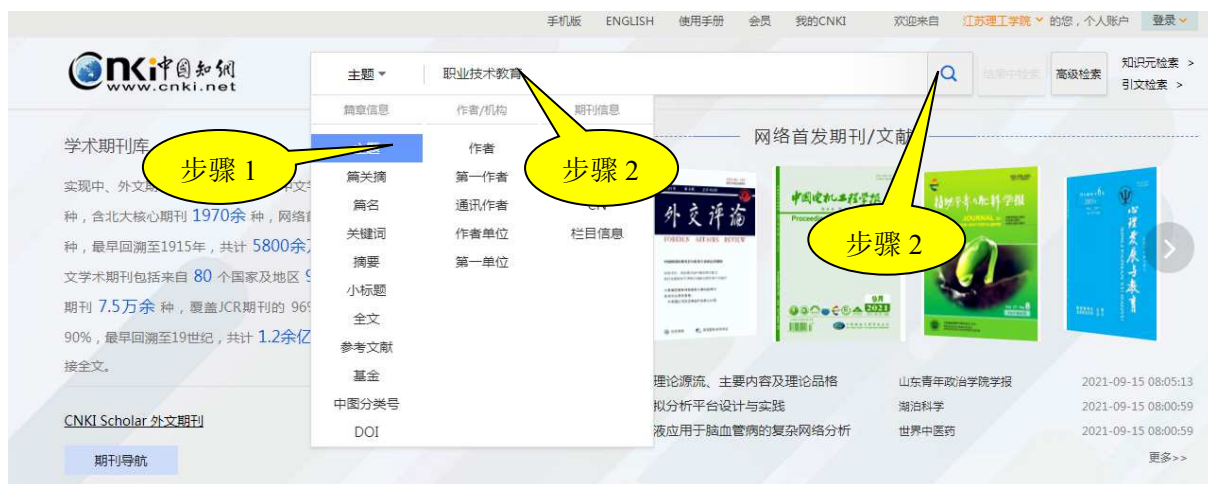 手机版 ENGLISH 使用手册 会员 我的CNKI 欢迎来自 江苏理工学院 的您，个人账户 登录
CNKI中国知网
www.cnki.net
主题 职业技术教育
结果中检索 高级检索
知识元检索 >
引文检索 >
篇章信息 作者/机构 期刊信息
作者
篇关摘 第一作者
篇名 通讯作者 CN
关键词 作者单位 栏目信息
摘要 第一单位
小标题
全文
参考文献
基金
中图分类号
DOI
步骤 1
步骤 2
步骤 2
学术期刊库
实现中、外文期
种，含北大核心期刊 1970余 种，网络首
种，最早回溯至1915年，共计 5800余万
文学术期刊包括来自 80 个国家及地区 9
期刊 7.5万余 种，覆盖JCR期刊的 96%
90%，最早回溯至19世纪，共计 1.2余亿
接全文。
CNKI Scholar 外文期刊
期刊导航
网络首发期刊/文献
外交评论
FOREIGN AFFAIRS REVIEW
中国电机工程学报
9月
2021
JOURNAL
心理发展与教育
理论源流、主要内容及理论品格 山东青年政治学院学报 2021-09-15 08:05:13
拟分析平台设计与实践 湖泊科学 2021-09-15 08:00:59
液应用于脑血管病的复杂网络分析 世界中医药 2021-09-15 08:00:59
更多>>